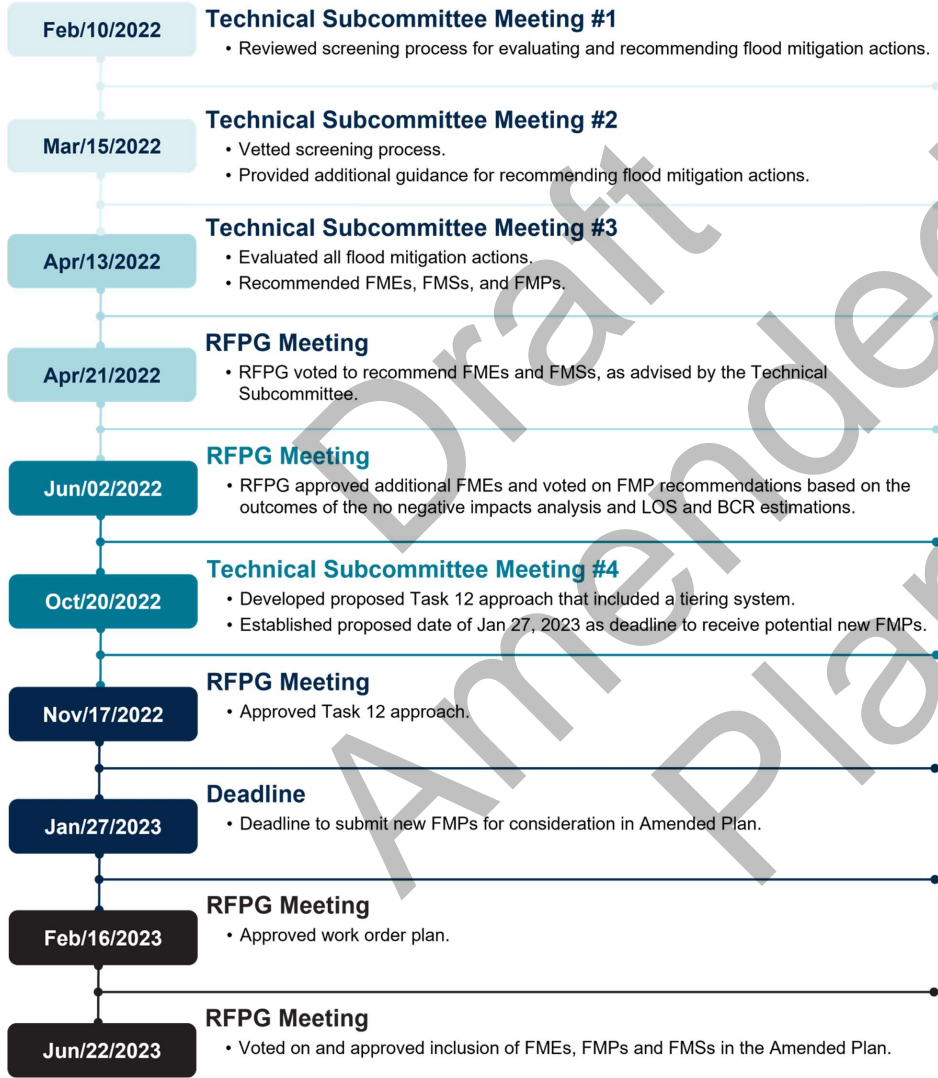 Feb/10/2022
Technical Subcommittee Meeting #1
• Reviewed screening process for evaluating and recommending flood mitigation actions.
Mar/15/2022
Technical Subcommittee Meeting #2
• Vetted screening process.
• Provided additional guidance for recommending flood mitigation actions.
Apr/13/2022
Technical Subcommittee Meeting #3
• Evaluated all flood mitigation actions.
• Recommended FMEs, FMSs, and FMPs.
Apr/21/2022
RFPG Meeting
• RFPG voted to recommend FMEs and FMSs, as advised by the Technical
Subcommittee.
Jun/02/2022
RFPG Meeting
• RFPG approved additional FMEs and voted on FMP recommendations based on the
outcomes of the no negative impacts analysis and LOS and BCR estimations.
Oct/20/2022
Technical Subcommittee Meeting #4
• Developed proposed Task 12 approach that included a tiering system.
• Established proposed date of Jan 27, 2023 as deadline to receive potential new FMPs.
Nov/17/2022
RFPG Meeting
• Approved Task 12 approach.
Jan/27/2023
Deadline
• Deadline to submit new FMPs for consideration in Amended Plan.
Feb/16/2023
RFPG Meeting
• Approved work order plan.
Jun/22/2023
RFPG Meeting
• Voted on and approved inclusion of FMEs, FMPs and FMSs in the Amended Plan.
Draft
Amended
Plan